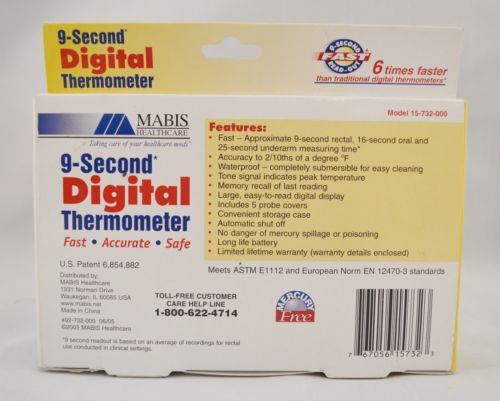 9-Second*
Digital
Thermometer
9-SECOND
FAST
READ-OUT
6 times faster
than traditional digital thermometers*
Model 15-732-000
MABIS
HEALTHCARE
Taking care of your healthcare needs
9-Second*
Digital
Thermometer
Fast • Accurate • Safe
U.S. Patent 6,854,882
Distributed by:
MABIS Healthcare
1931 Norman Drive
Waukegan, IL 60085 USA
www.mabis.net
Made in China
#92-732-000 06/05
©2005 MABIS Healthcare
*9 second readout is based on an average of recordings for rectal
use conducted in clinical settings.
Features:
• Fast – Approximate 9-second rectal, 16-second oral and
25-second underarm measuring time*
• Accuracy to 2/10ths of a degree °F
• Waterproof – completely submersible for easy cleaning
• Tone signal indicates peak temperature
• Memory recall of last reading
• Large, easy-to-read digital display
• Includes 5 probe covers
• Convenient storage case
• Automatic shut off
• No danger of mercury spillage or poisoning
• Long life battery
• Limited lifetime warranty (warranty details enclosed)
Meets ASTM E1112 and European Norm EN 12470-3 standards
TOLL-FREE CUSTOMER
CARE HELP LINE
1-800-622-4714
MERCURY
Free
7 67056 15732 3